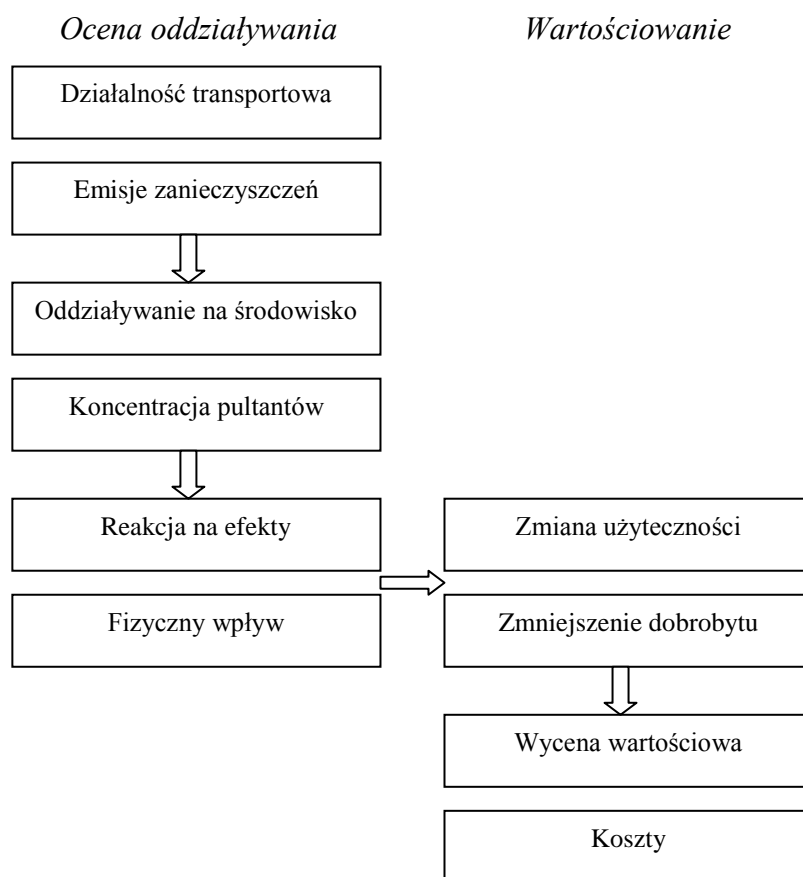 Ocena oddziaływania
Wartościowanie
Działalność transportowa
Emisje zanieczyszczeń
Oddziaływanie na środowisko
Koncentracja pultantów
Reakcja na efekty
Zmiana użyteczności
Fizyczny wpływ
Zmniejszenie dobrobytu
Wycena wartościowa
Koszty